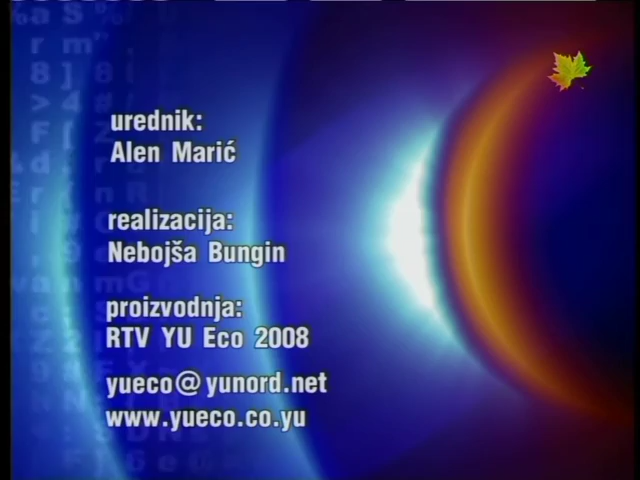 urednik:
Alen Marić
realizacija:
Nebojša Bungin
proizvodnja:
RTV YU Eco 2008
yueco@yunord.net
www.yueco.co.yu